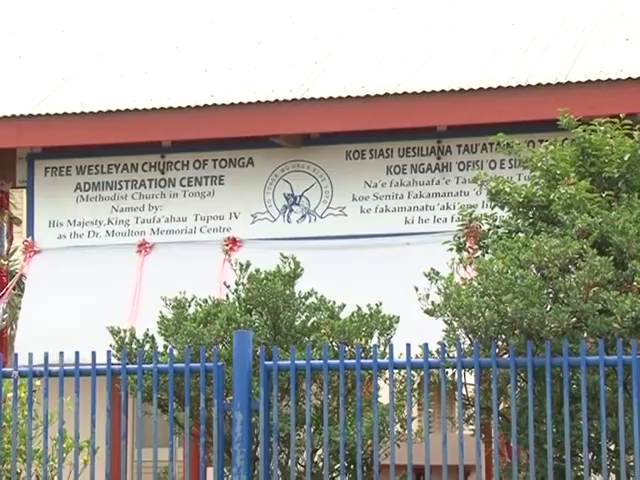 FREE WESLEYAN CHURCH OF TONGA
ADMINISTRATION CENTRE
(Methodist Church in Tonga)
Named by:
His Majesty,King Taufa'ahau Tupou IV
as the Dr. Moulton Memorial Centre
KOE SIASI UESILIANA TAU'ATAINA
KOE NGAAHI 'OFISI 'O E
Na'e fakahuafa'e
koe Senita Fakamanatu
ke fakamanatu'aki'ene
ki he lea